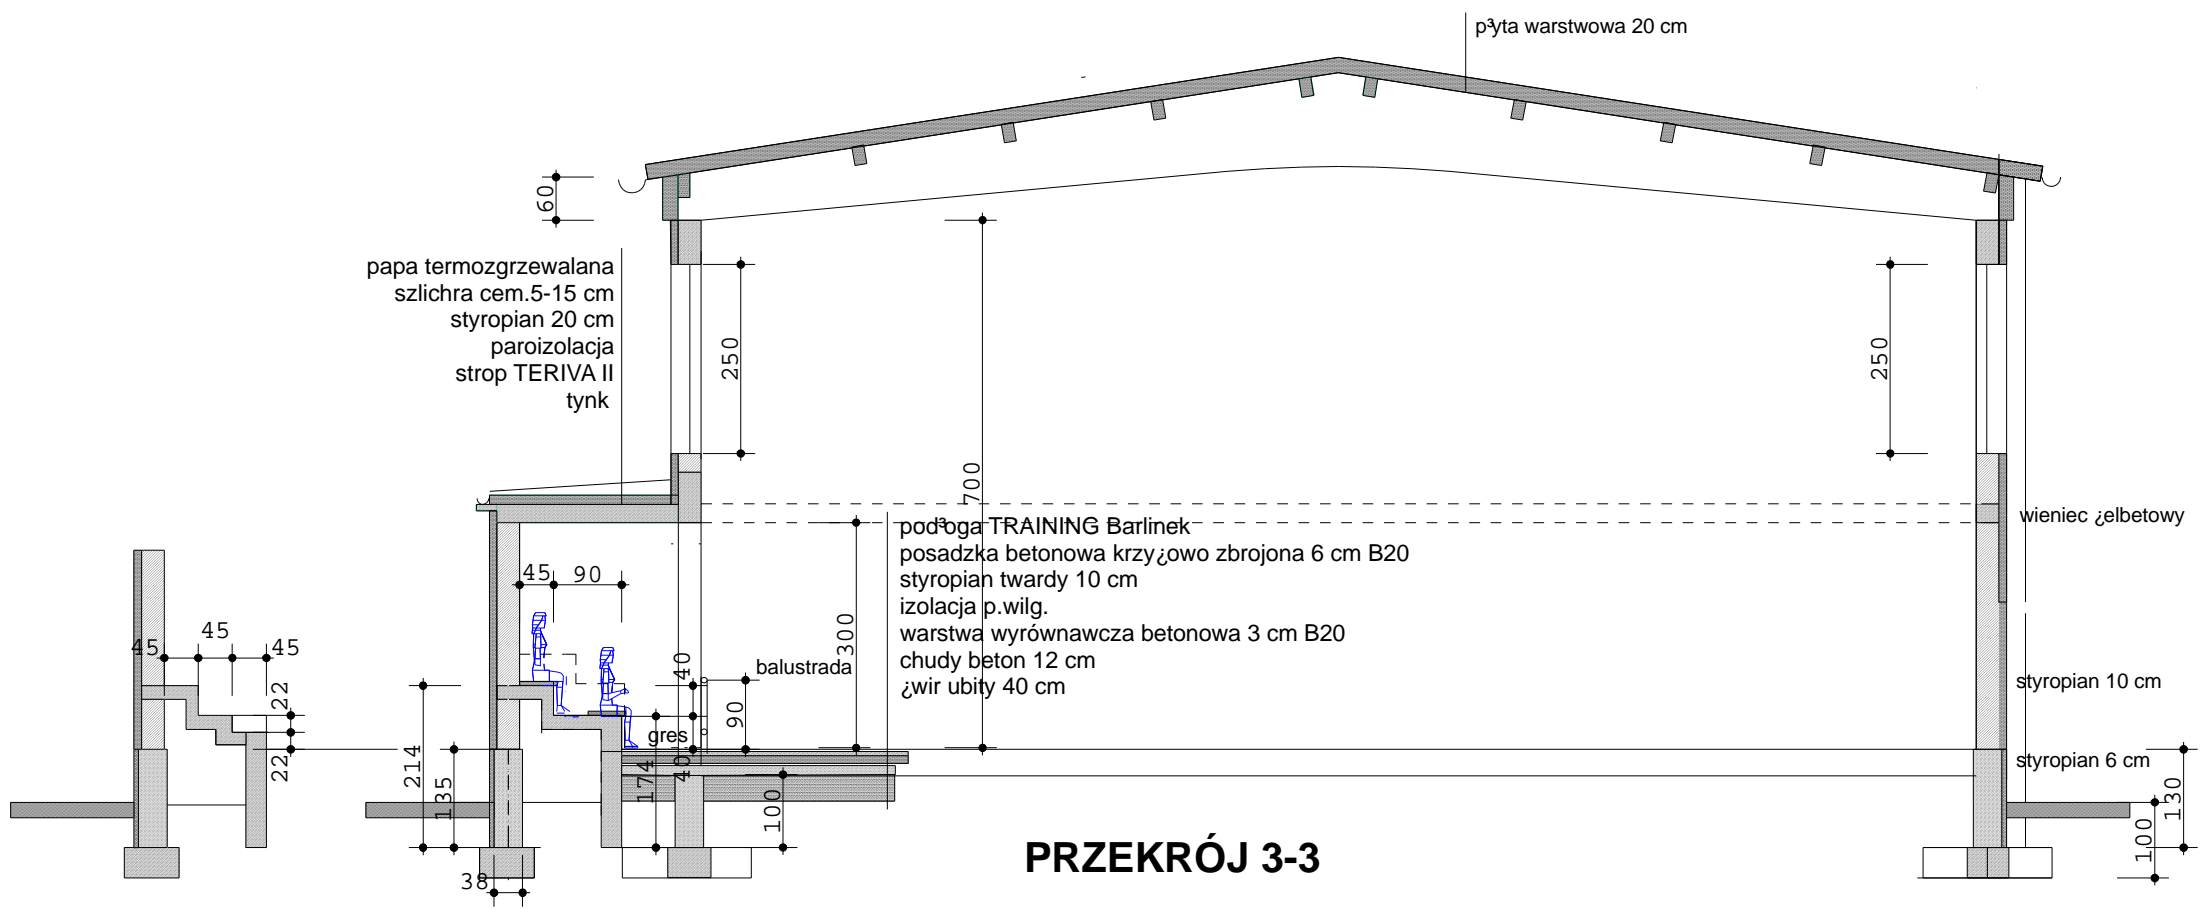 p³yta warstwowa 20 cm
60
papa termozgrzewalana
szlichra cem.5-15 cm
styropian 20 cm
paroizolacja
strop TERIVA II
tynk
250
250
700
wieniec ¿elbetowy
pod³oga TRAINING Barlinek
posadzka betonowa krzy¿owo zbrojona 6 cm B20
styropian twardy 10 cm
izolacja p.wilg.
warstwa wyrównawcza betonowa 3 cm B20
chudy beton 12 cm
¿wir ubity 40 cm
45 90
300
45 45 45
22
22
40
balustrada
90
gres
40
214
135
174
100
38
styropian 10 cm
styropian 6 cm
130
100
PRZEKRÓJ 3-3